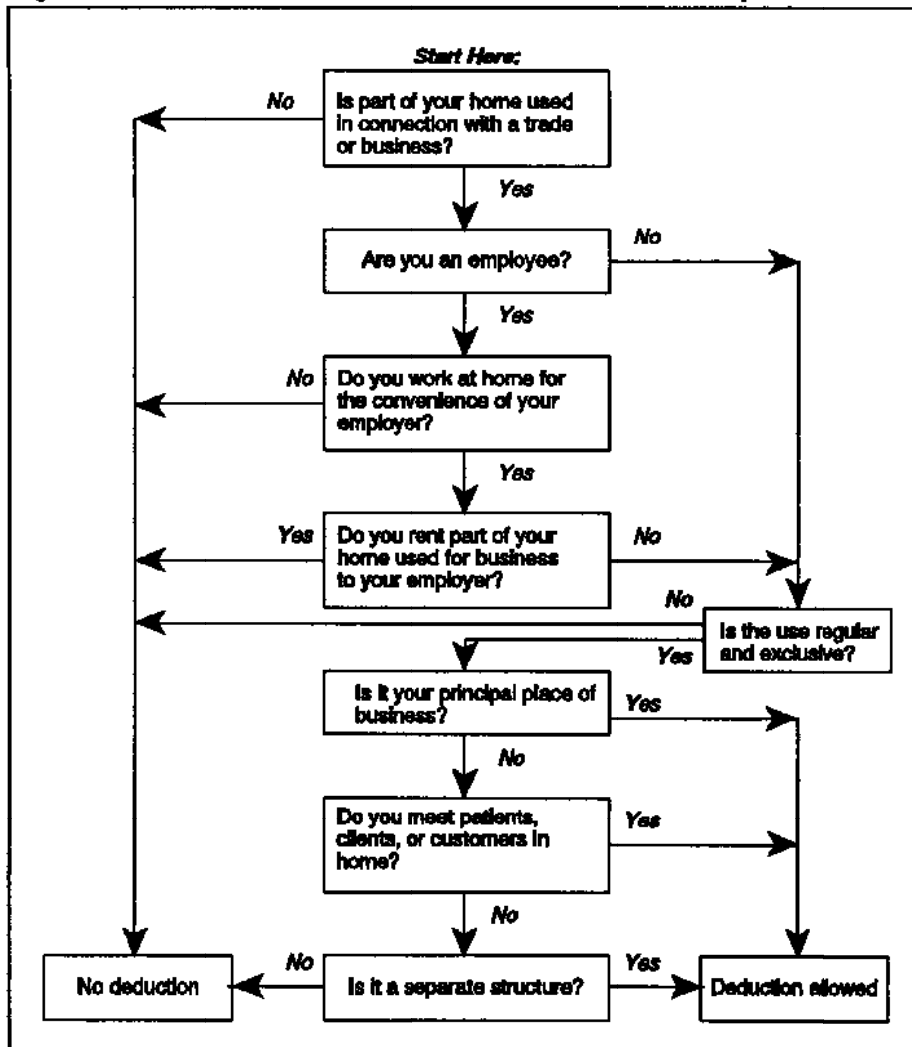 Start Here:
No
Is part of your home used
in connection with a trade
or business?
Yes
No
Are you an employee?
Yes
No
Do you work at home for
the convenience of your
employer?
Yes
Yes
Do you rent part of your
home used for business
to your employer?
No
No
Is the use regular
and exclusive?
Yes
Is it your principal place of
business?
Yes
No
Do you meet patients,
clients, or customers in
home?
Yes
No
No deduction
No
Is it a separate structure?
Yes
Deduction allowed